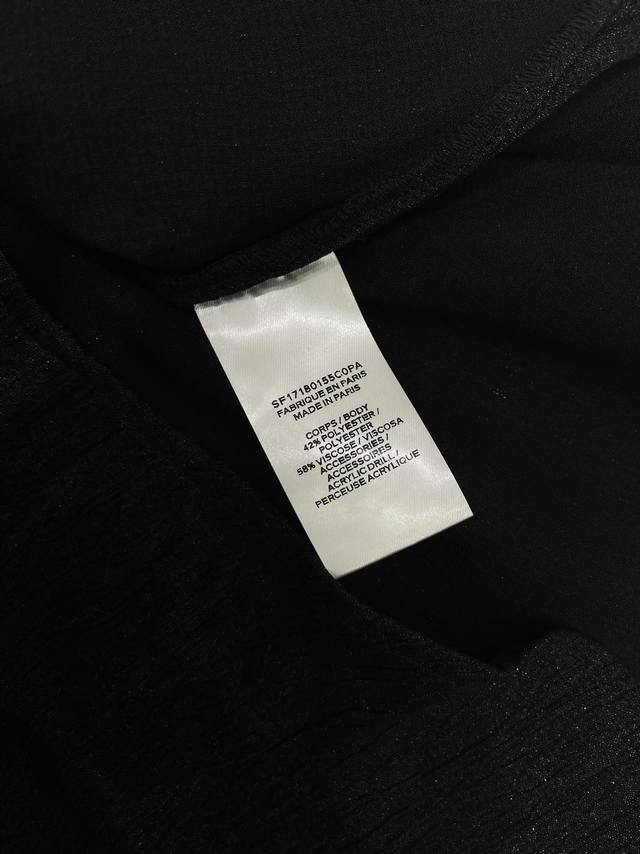 SF17180155C0PA
FABRIQUE EN PARIS
MADE IN PARIS
CORPS / BODY
42% POLYESTER /
POLYESTER
58% VISCOSE / VISCOSA
ACCESSORIES /
ACCESSOIRES
ACRYLIC DRILL /
PERCEUSE ACRYLIQUE